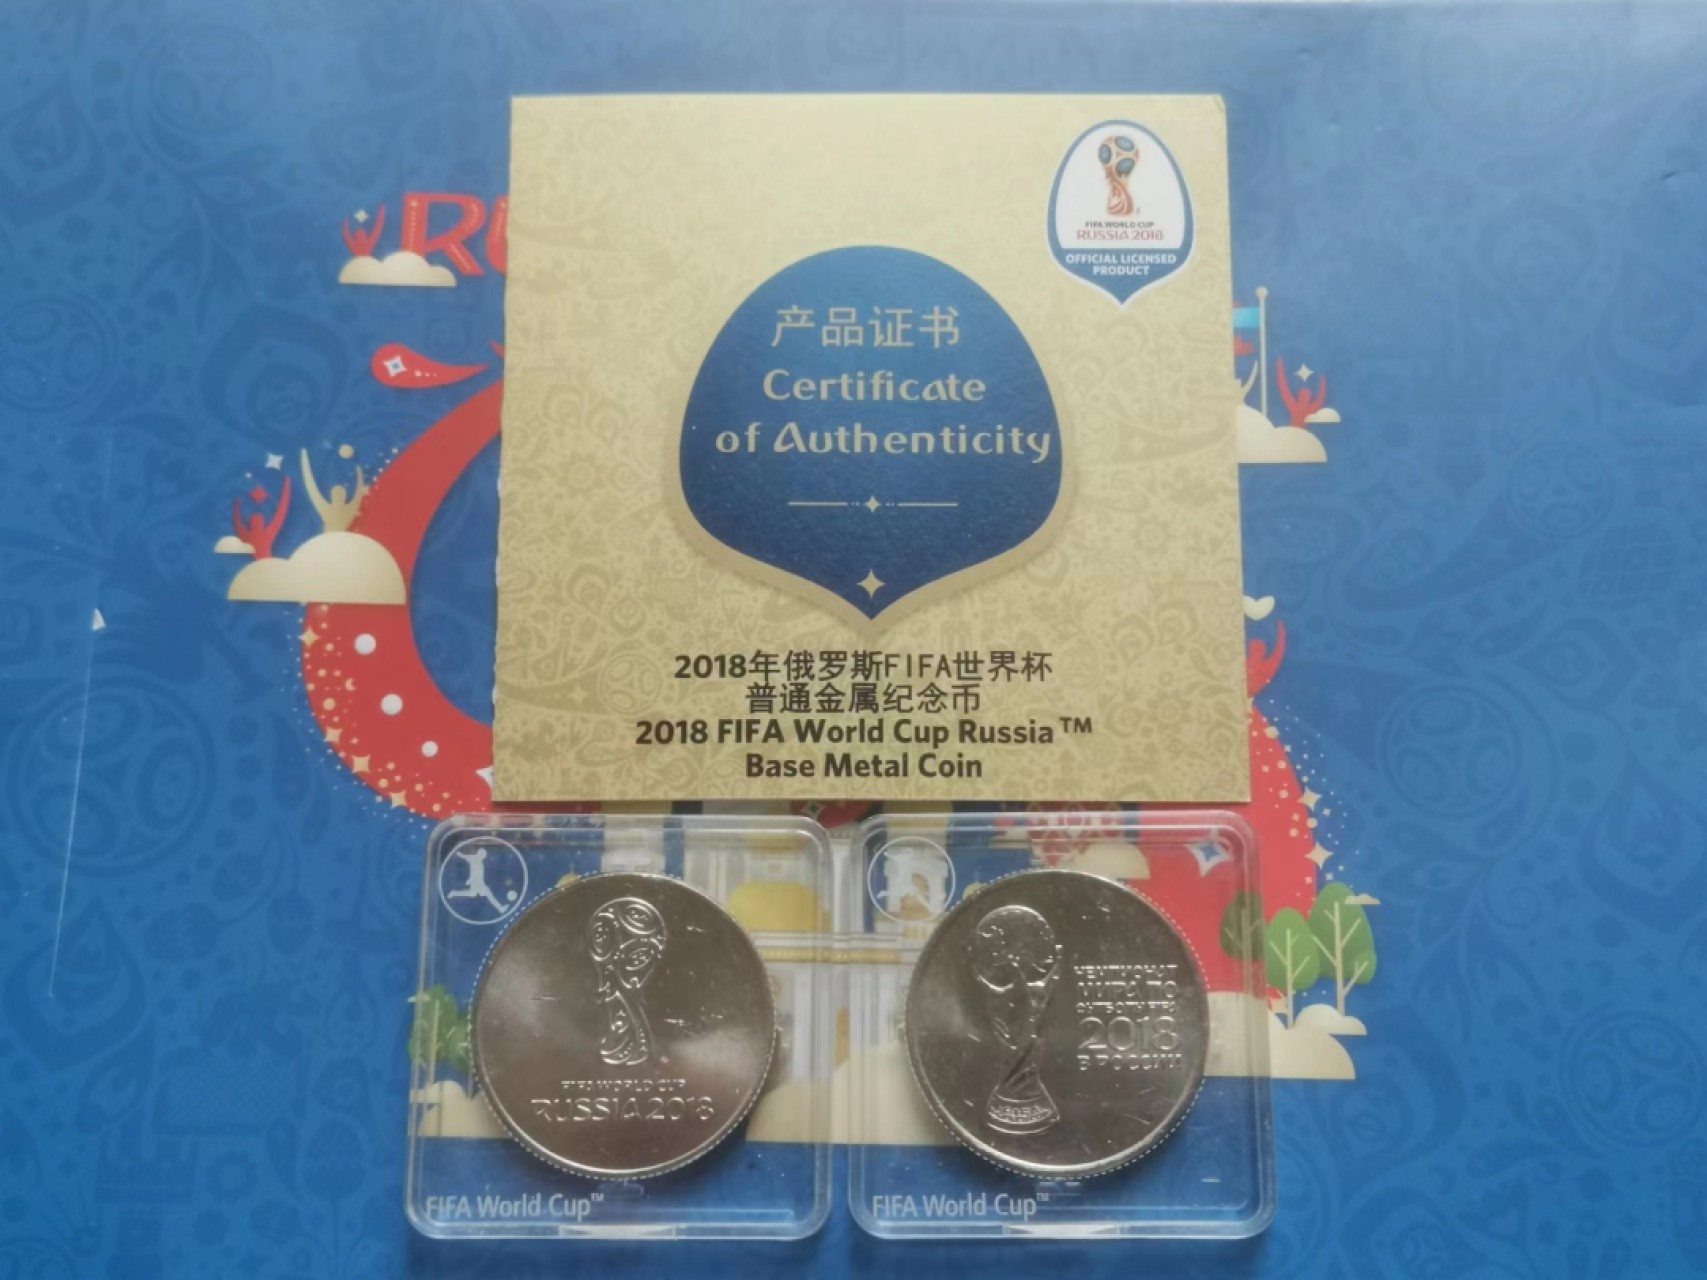 RU
FIFA WORLD CUP
RUSSIA 2018
OFFICIAL LICENSED
PRODUCT
产品证书
Certificate
of Authenticity
2018年俄罗斯FIFA世界杯
普通金属纪念币
2018 FIFA World Cup Russia™
Base Metal Coin
FIFA WORLD CUP
RUSSIA 2018
FIFA World Cup™
ЧЕМПИОНАТ
МИРА ПО
ФУТБОЛУ FIFA
2018
В РОССИИ
FIFA World Cup™